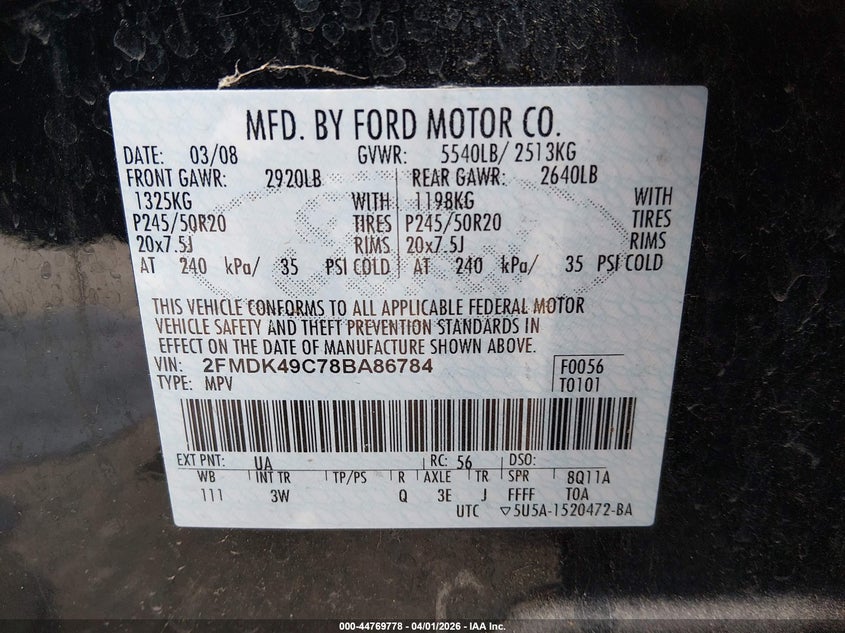 MFD. BY FORD MOTOR CO.
DATE: 03/08 GVWR: 5540LB/ 2513KG
FRONT GAWR: 2920LB REAR GAWR: 2640LB
1325KG WITH 1198KG WITH
P245/50R20 TIRES P245/50R20 TIRES
20x7.5J RIMS 20x7.5J RIMS
AT 240 kPa/ 35 PSI COLD AT 240 kPa/ 35 PSI COLD
THIS VEHICLE CONFORMS TO ALL APPLICABLE FEDERAL MOTOR
VEHICLE SAFETY AND THEFT PREVENTION STANDARDS IN
EFFECT ON THE DATE OF MANUFACTURE SHOWN ABOVE.
VIN: 2FMDK49C78BA86784 F0056
TYPE: MPV T0101
EXT PNT: UA RC: 56 DSO:
WB INT TR TP/PS R AXLE TR SPR 8Q11A
111 3W Q 3E J FFFF TOA
UTC ▽5U5A-1520472-BA
000-44769778 - 04/01/2026 - IAA Inc.